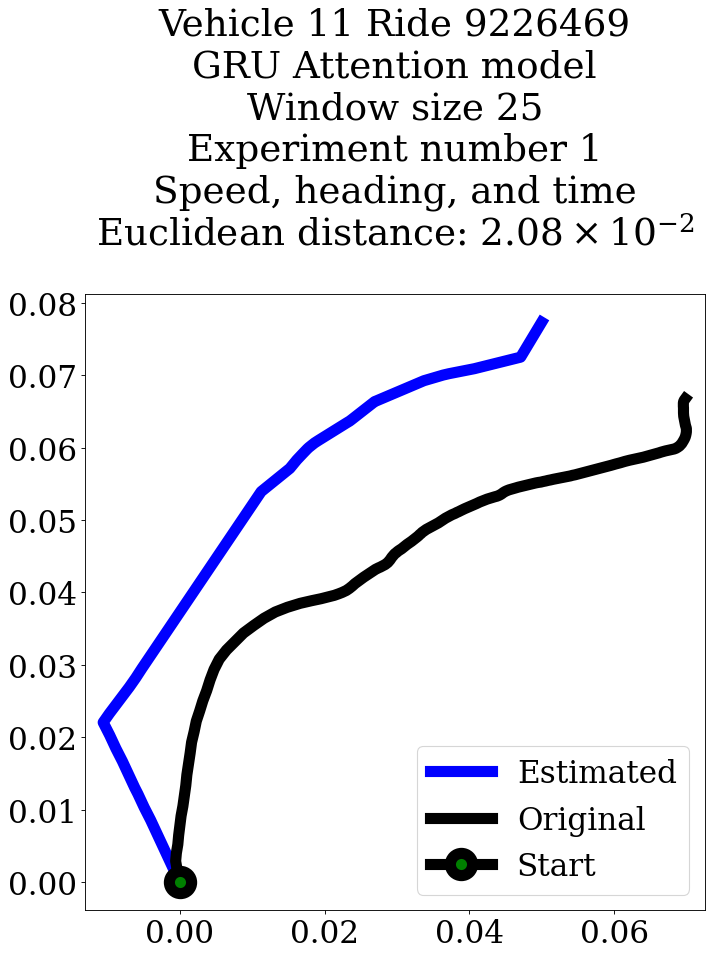 Vehicle 11 Ride 9226469
GRU Attention model
Window size 25
Experiment number 1
Speed, heading, and time
Euclidean distance: 2.08 × 10⁻²
0.08
0.07
0.06
0.05
0.04
0.03
0.02
0.01
0.00
Estimated
Original
Start
0.00 0.02 0.04 0.06